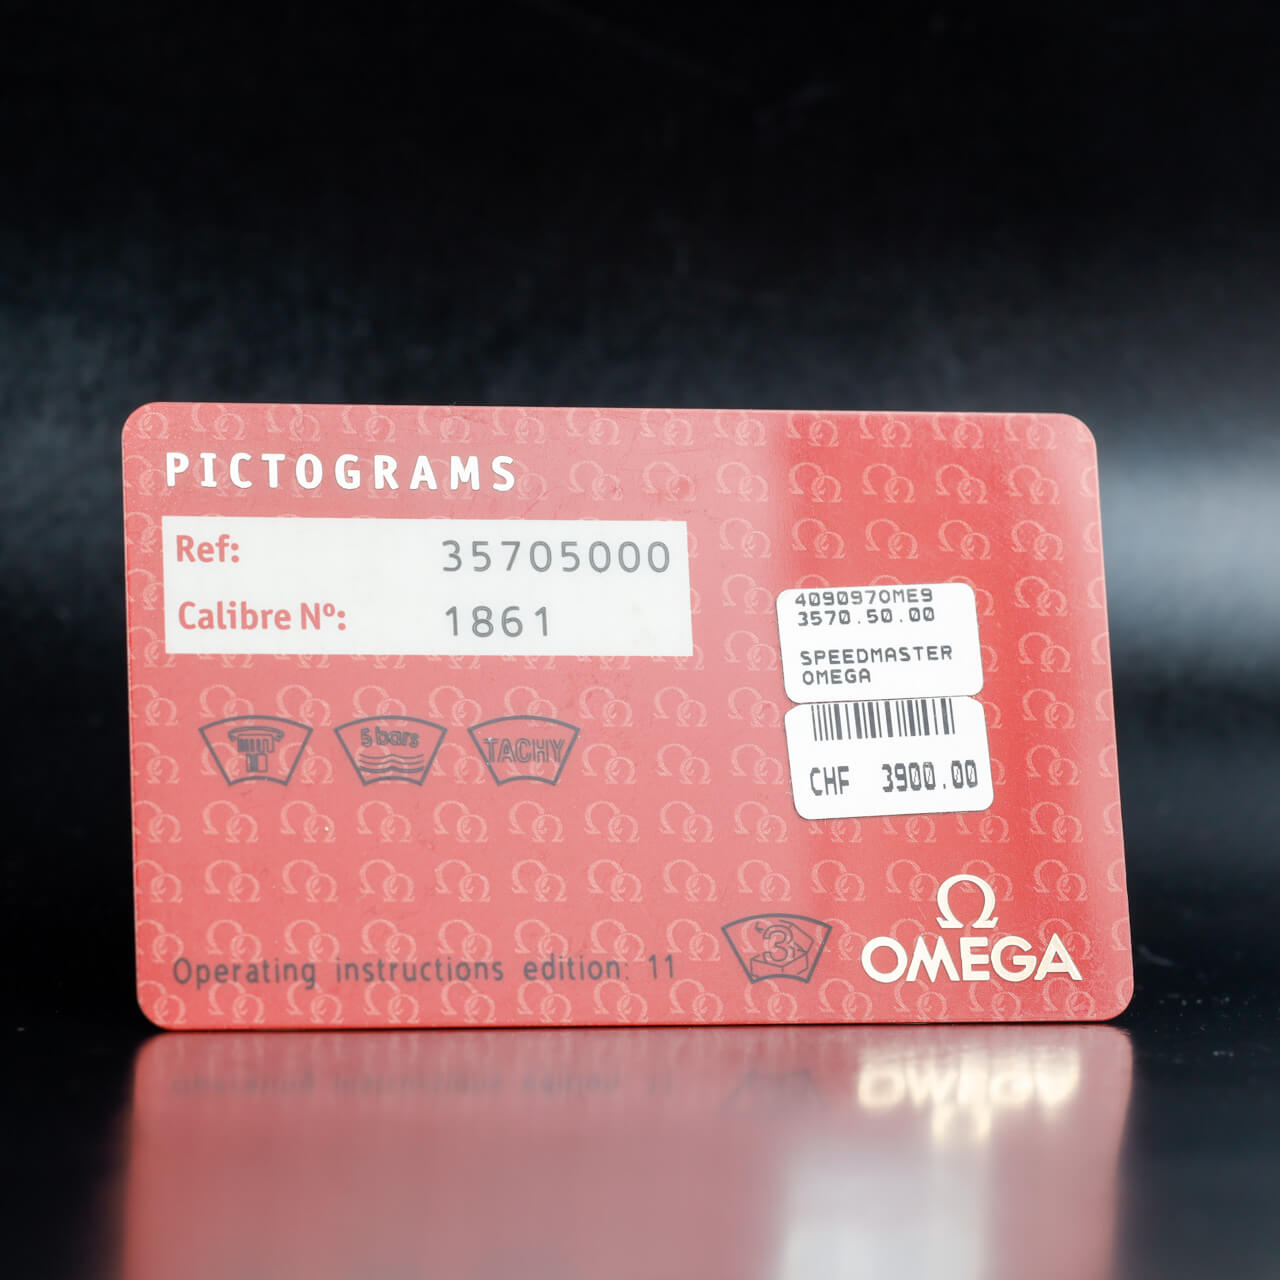 PICTOGRAMS
Ref: 35705000
Calibre Nº: 1861
4090970ME9
3570.50.00
SPEEDMASTER
OMEGA
CHF 3900.00
5 bars
TACHY
3
Ω
OMEGA
Operating instructions edition: 11